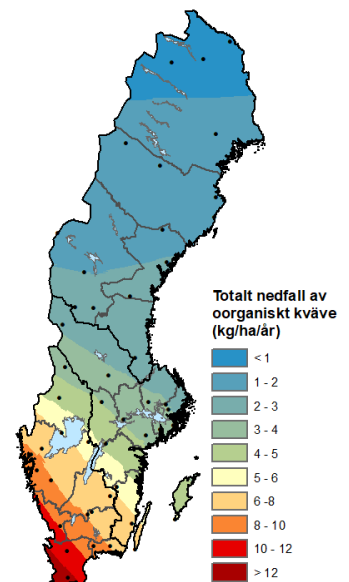 Totalt nedfall av
oorganiskt kväve
(kg/ha/år)
< 1
1 - 2
2 - 3
3 - 4
4 - 5
5 - 6
6 -8
8 - 10
10 - 12
> 12